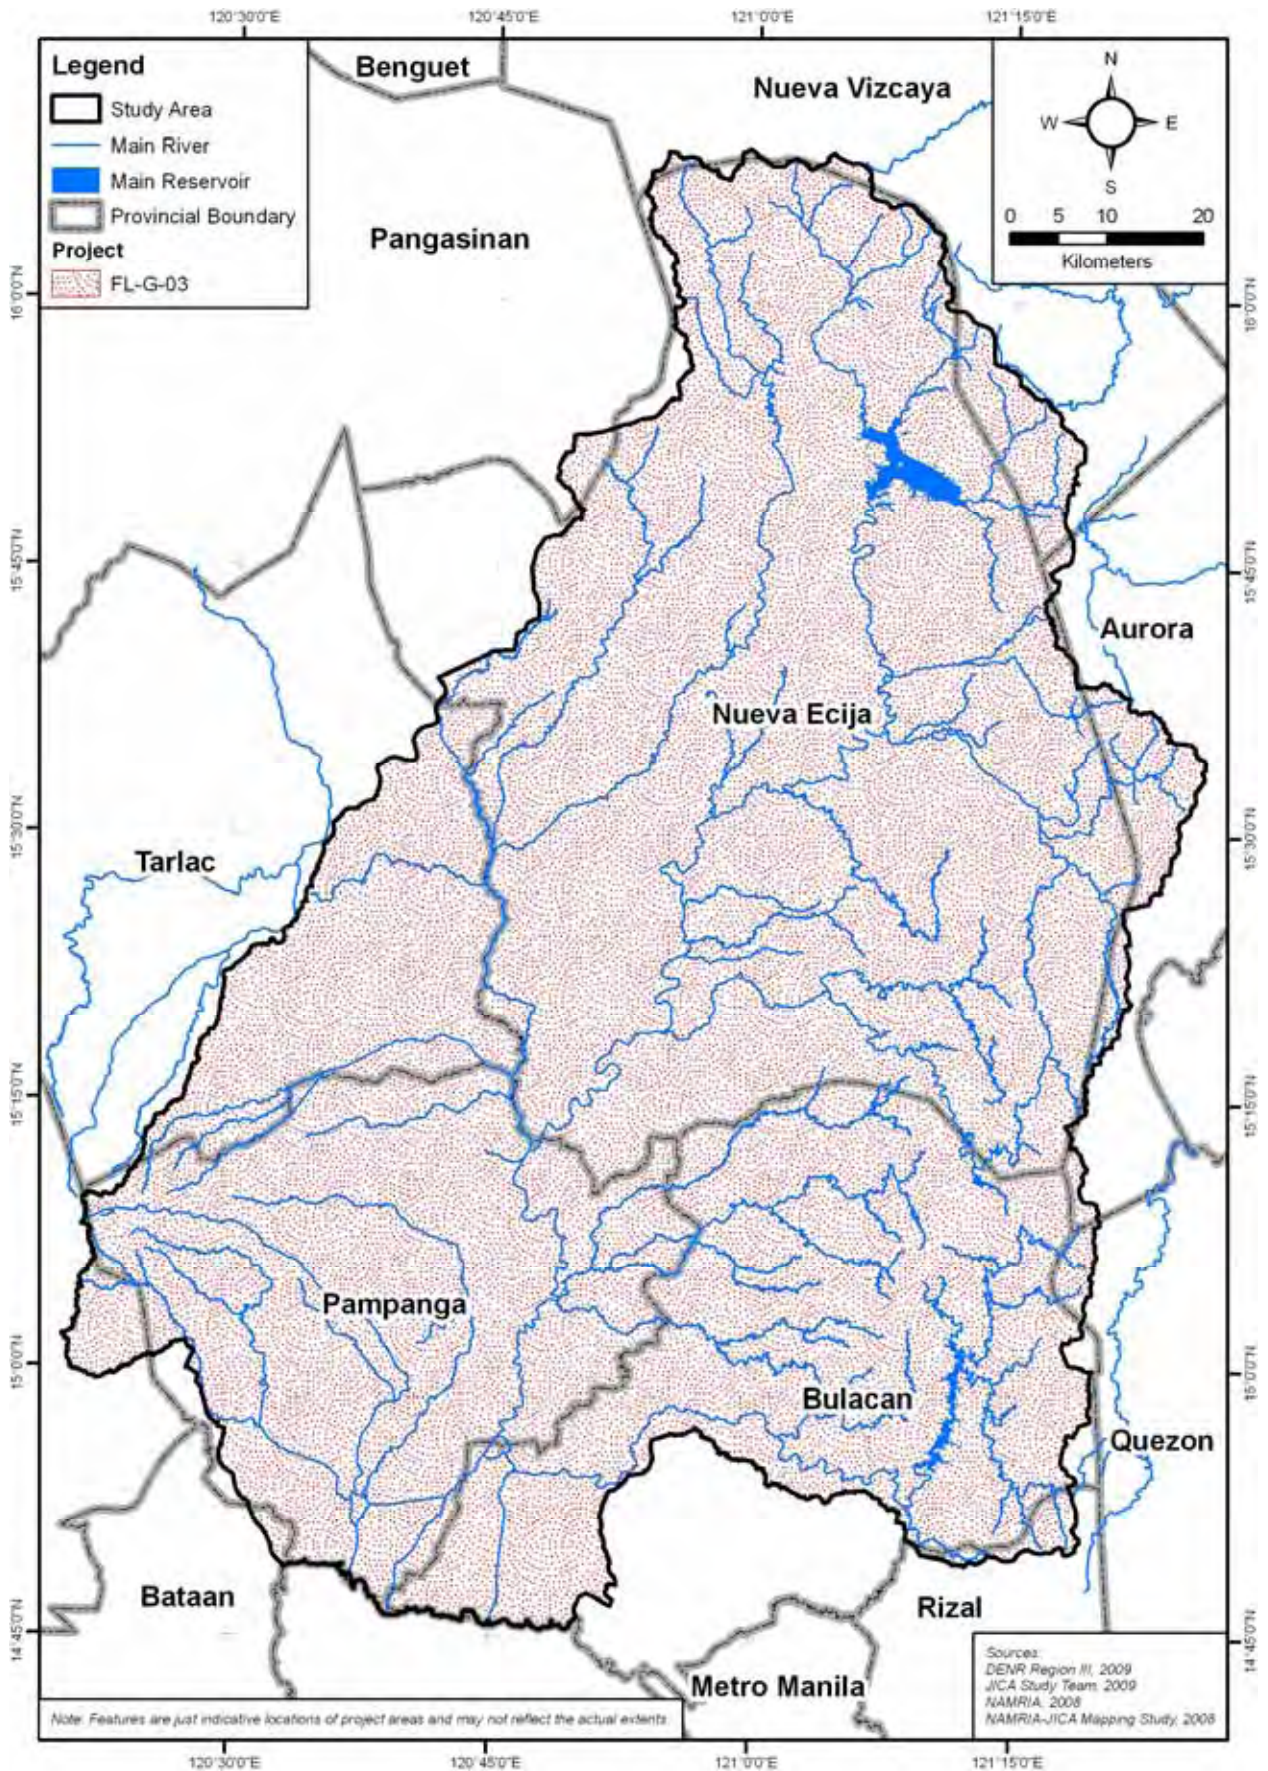 120°30'0"E
120°45'0"E
121°0'0"E
121°15'0"E
Legend
Study Area
Main River
Main Reservoir
Provincial Boundary
Project
FL-G-03
Benguet
Nueva Vizcaya
N
W
E
S
0 5 10 20
Kilometers
Pangasinan
16°0'0"N
16°0'0"N
15°45'0"N
15°45'0"N
Aurora
Nueva Ecija
15°30'0"N
15°30'0"N
Tarlac
15°15'0"N
15°15'0"N
Pampanga
15°0'0"N
15°0'0"N
Bulacan
Quezon
Bataan
Rizal
14°45'0"N
14°45'0"N
Metro Manila
Sources:
DENR Region III, 2009
JICA Study Team, 2009
NAMRIA, 2008
NAMRIA-JICA Mapping Study, 2008
Note: Features are just indicative locations of project areas and may not reflect the actual extents.
120°30'0"E
120°45'0"E
121°0'0"E
121°15'0"E